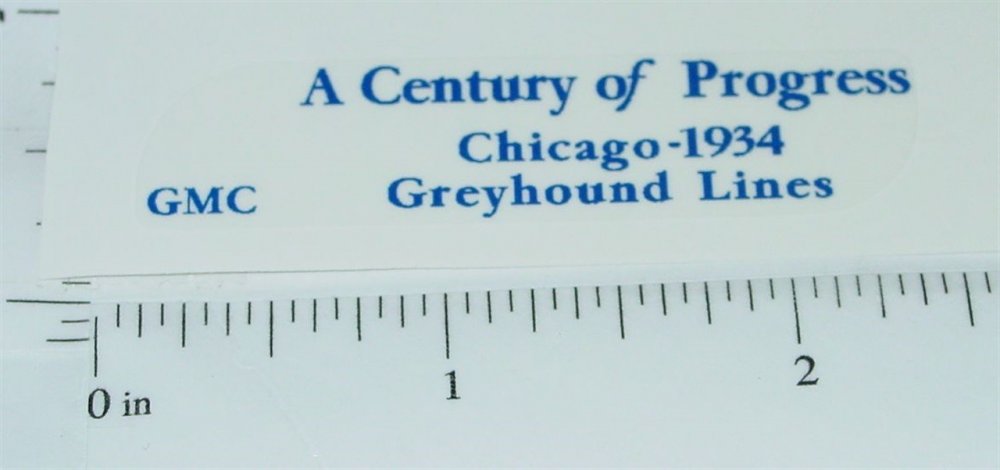 A Century of Progress
Chicago-1934
GMC Greyhound Lines
0 in 1 2